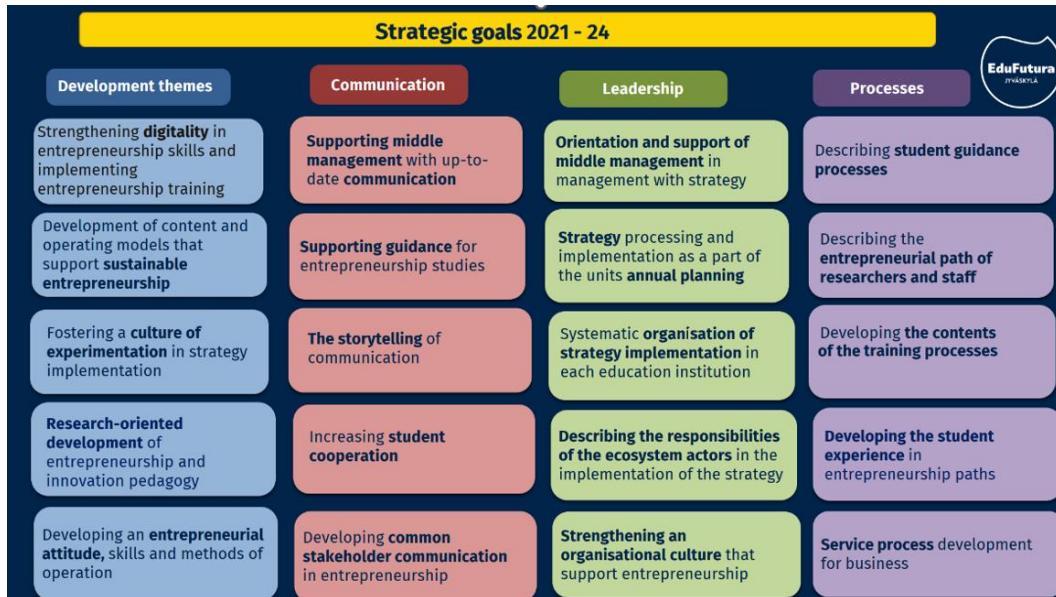 Strategic goals 2021 - 24
EduFutura
JYVÄSKYLÄ
Development themes
Strengthening digitality in
entrepreneurship skills and
implementing
entrepreneurship training
Development of content and
operating models that
support sustainable
entrepreneurship
Fostering a culture of
experimentation in strategy
implementation
Research-oriented
development of
entrepreneurship and
innovation pedagogy
Developing an entrepreneurial
attitude, skills and methods of
operation
Communication
Supporting middle
management with up-to-
date communication
Supporting guidance for
entrepreneurship studies
The storytelling of
communication
Increasing student
cooperation
Developing common
stakeholder communication
in entrepreneurship
Leadership
Orientation and support of
middle management in
management with strategy
Strategy processing and
implementation as a part of
the units annual planning
Systematic organisation of
strategy implementation in
each education institution
Describing the responsibilities
of the ecosystem actors in the
implementation of the strategy
Strengthening an
organisational culture that
support entrepreneurship
Processes
Describing student guidance
processes
Describing the
entrepreneurial path of
researchers and staff
Developing the contents
of the training processes
Developing the student
experience in
entrepreneurship paths
Service process development
for business